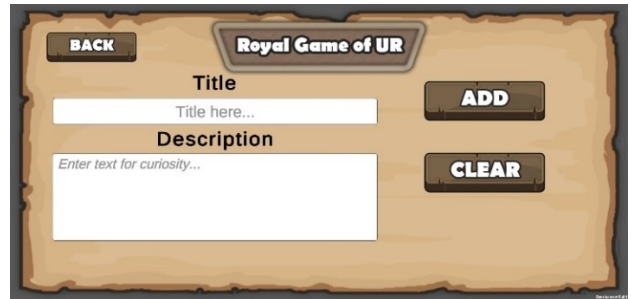 BACK
Royal Game of UR
Title
Title here...
ADD
Description
Enter text for curiosity...
CLEAR